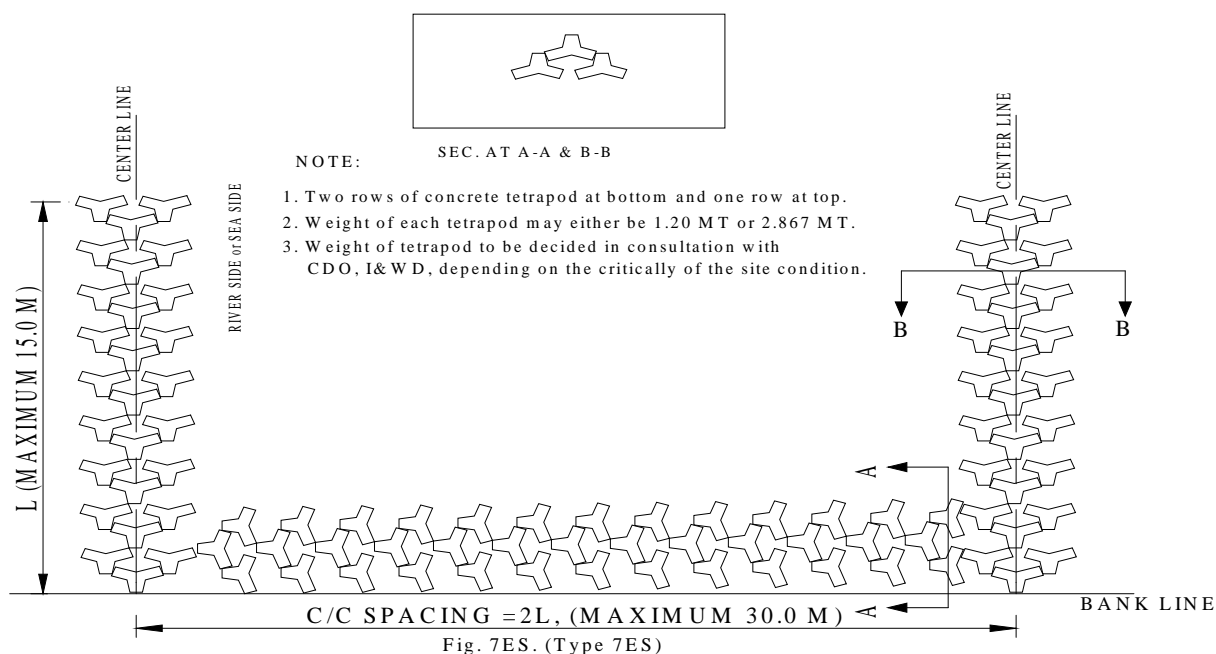 SEC. AT A-A & B-B
CENTER LINE
CENTER LINE
RIVER SIDE or SEA SIDE
NOTE:
1. Two rows of concrete tetrapod at bottom and one row at top.
2. Weight of each tetrapod may either be 1.20 MT or 2.867 MT.
3. Weight of tetrapod to be decided in consultation with
CDO, I&WD, depending on the critically of the site condition.
B
B
L (MAXIMUM 15.0 M)
A
A
C/C SPACING =2L, (MAXIMUM 30.0 M)
BANK LINE
Fig. 7ES. (Type 7ES)